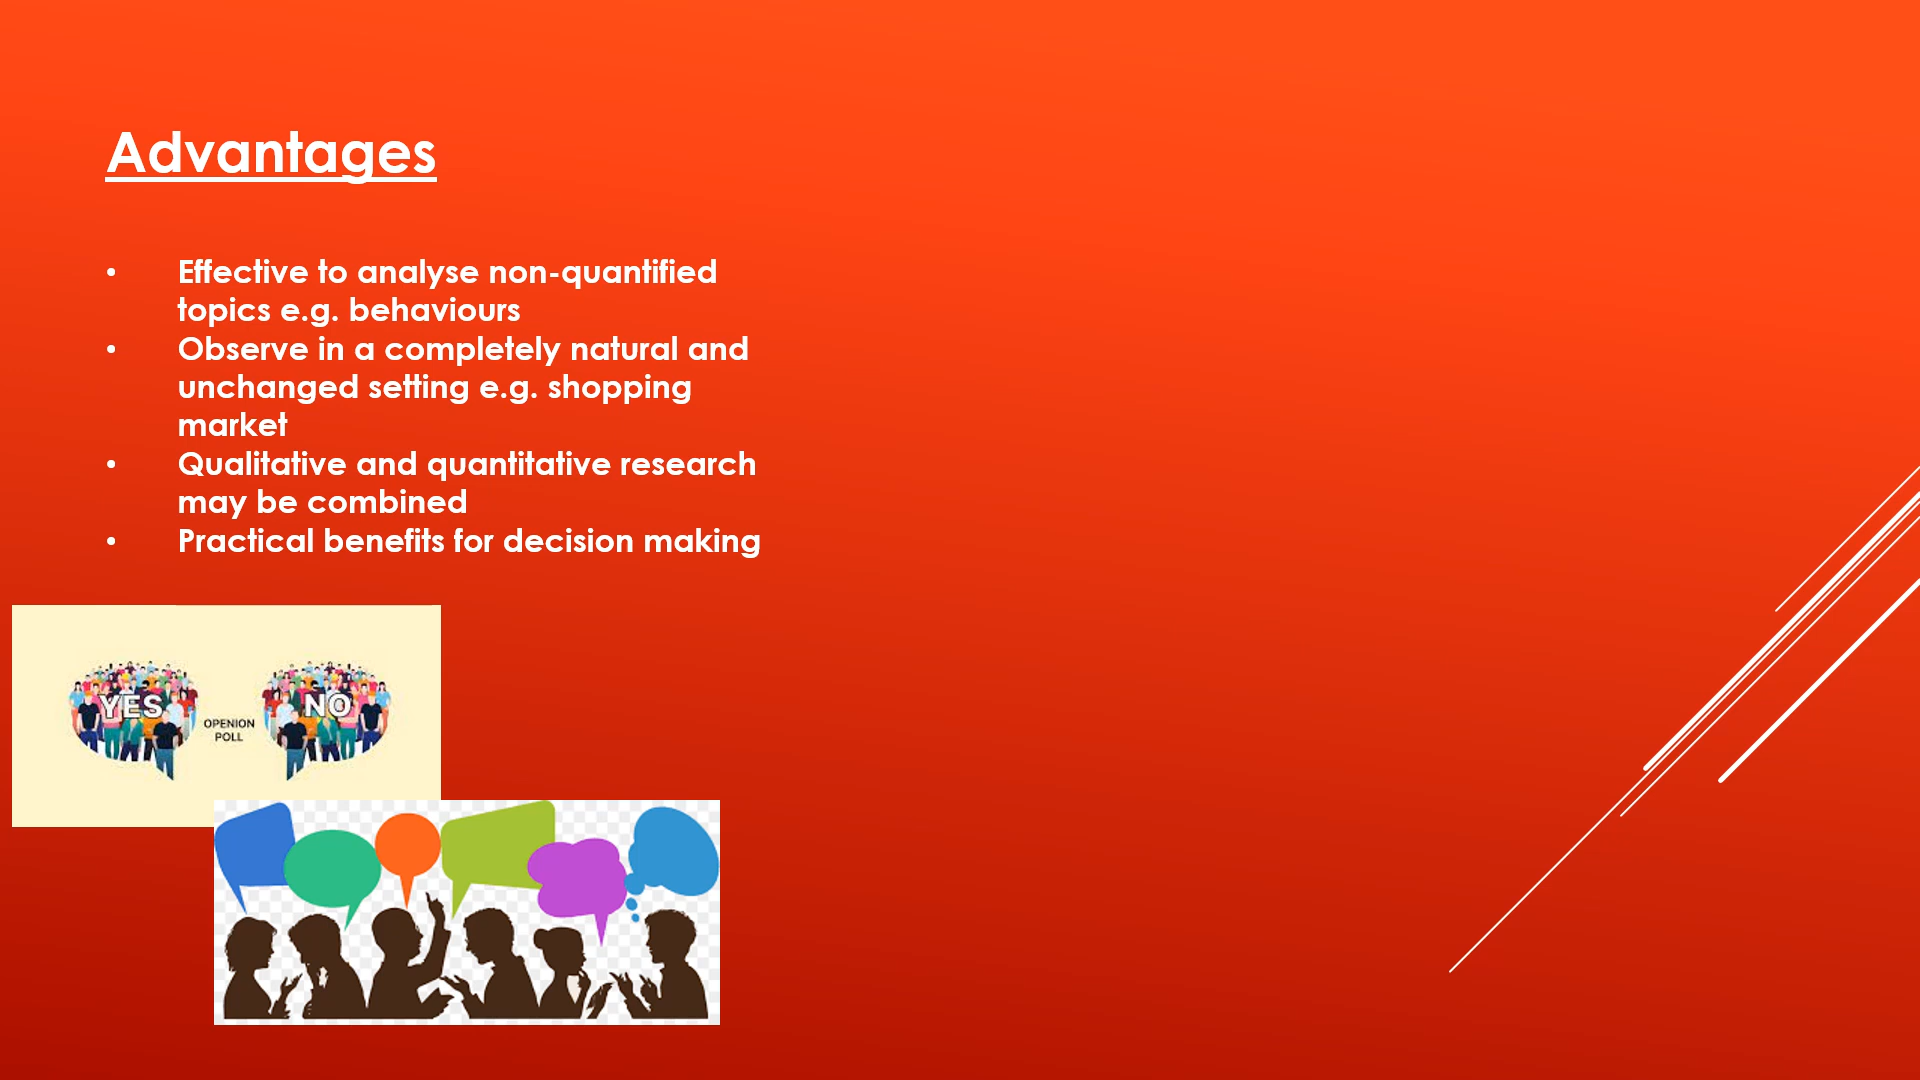 Advantages
• Effective to analyse non-quantified
topics e.g. behaviours
• Observe in a completely natural and
unchanged setting e.g. shopping
market
• Qualitative and quantitative research
may be combined
• Practical benefits for decision making
YES
NO
OPENION
POLL